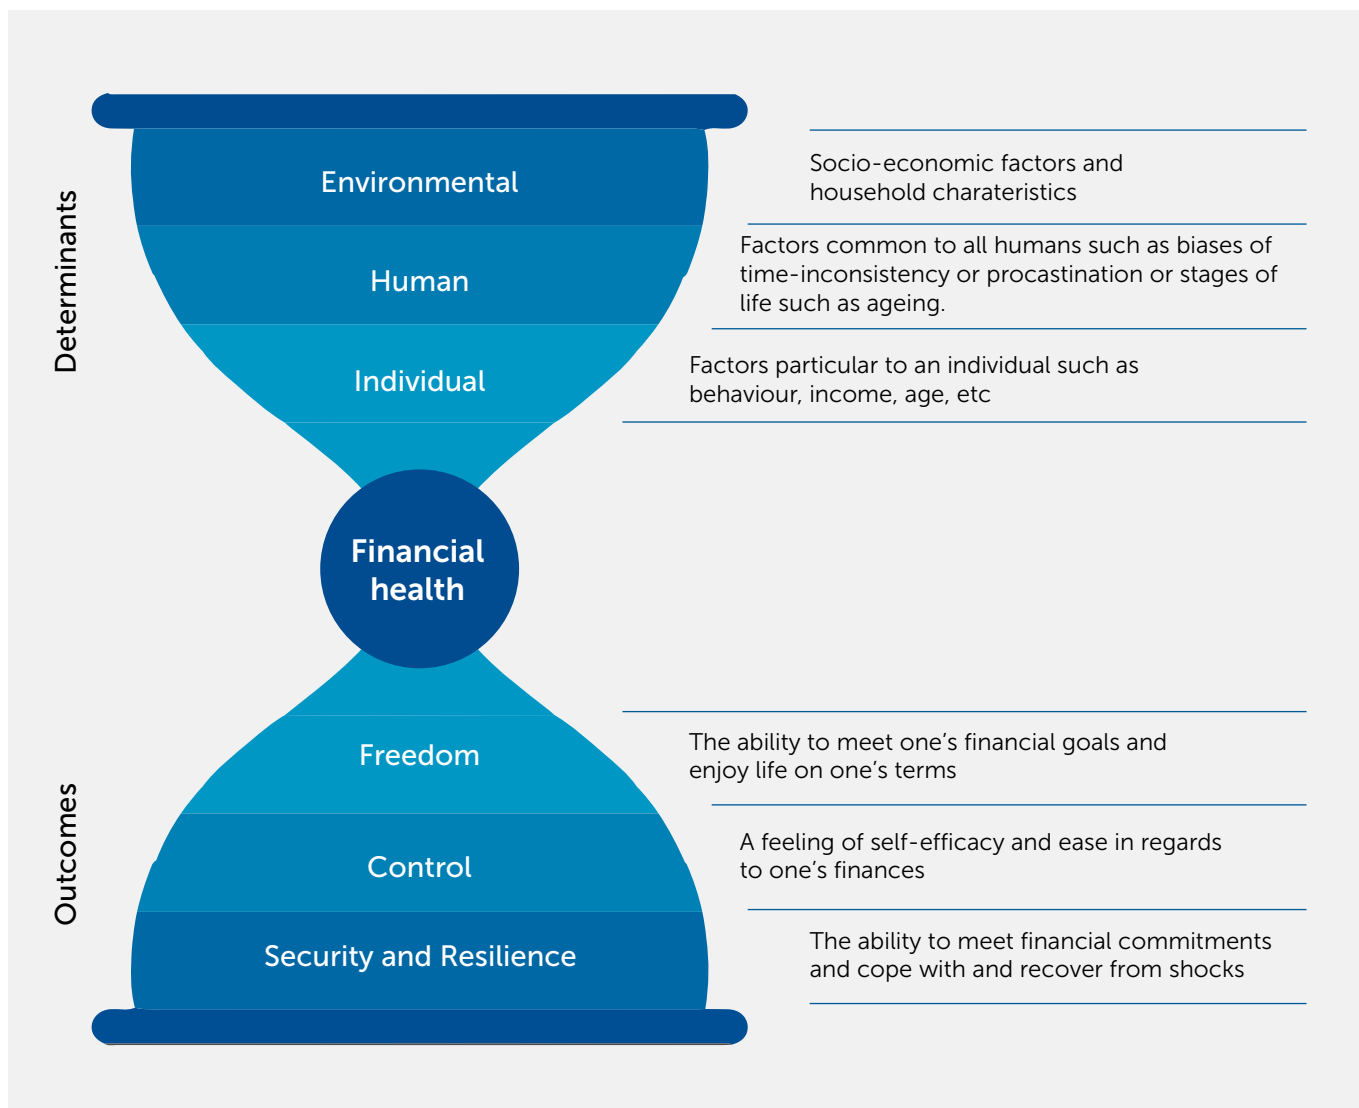 Determinants
Environmental
Socio-economic factors and
household charateristics
Human
Factors common to all humans such as biases of
time-inconsistency or procastination or stages of
life such as ageing.
Individual
Factors particular to an individual such as
behaviour, income, age, etc
Financial
health
Outcomes
Freedom
The ability to meet one’s financial goals and
enjoy life on one’s terms
Control
A feeling of self-efficacy and ease in regards
to one’s finances
Security and Resilience
The ability to meet financial commitments
and cope with and recover from shocks